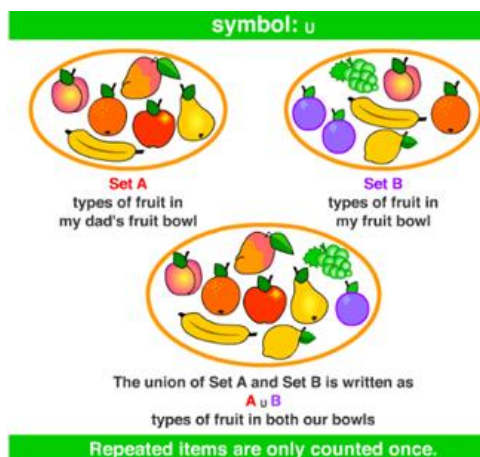 symbol: ∪
Set A
types of fruit in
my dad's fruit bowl
Set B
types of fruit in
my fruit bowl
The union of Set A and Set B is written as
A ∪ B
types of fruit in both our bowls
Repeated items are only counted once.